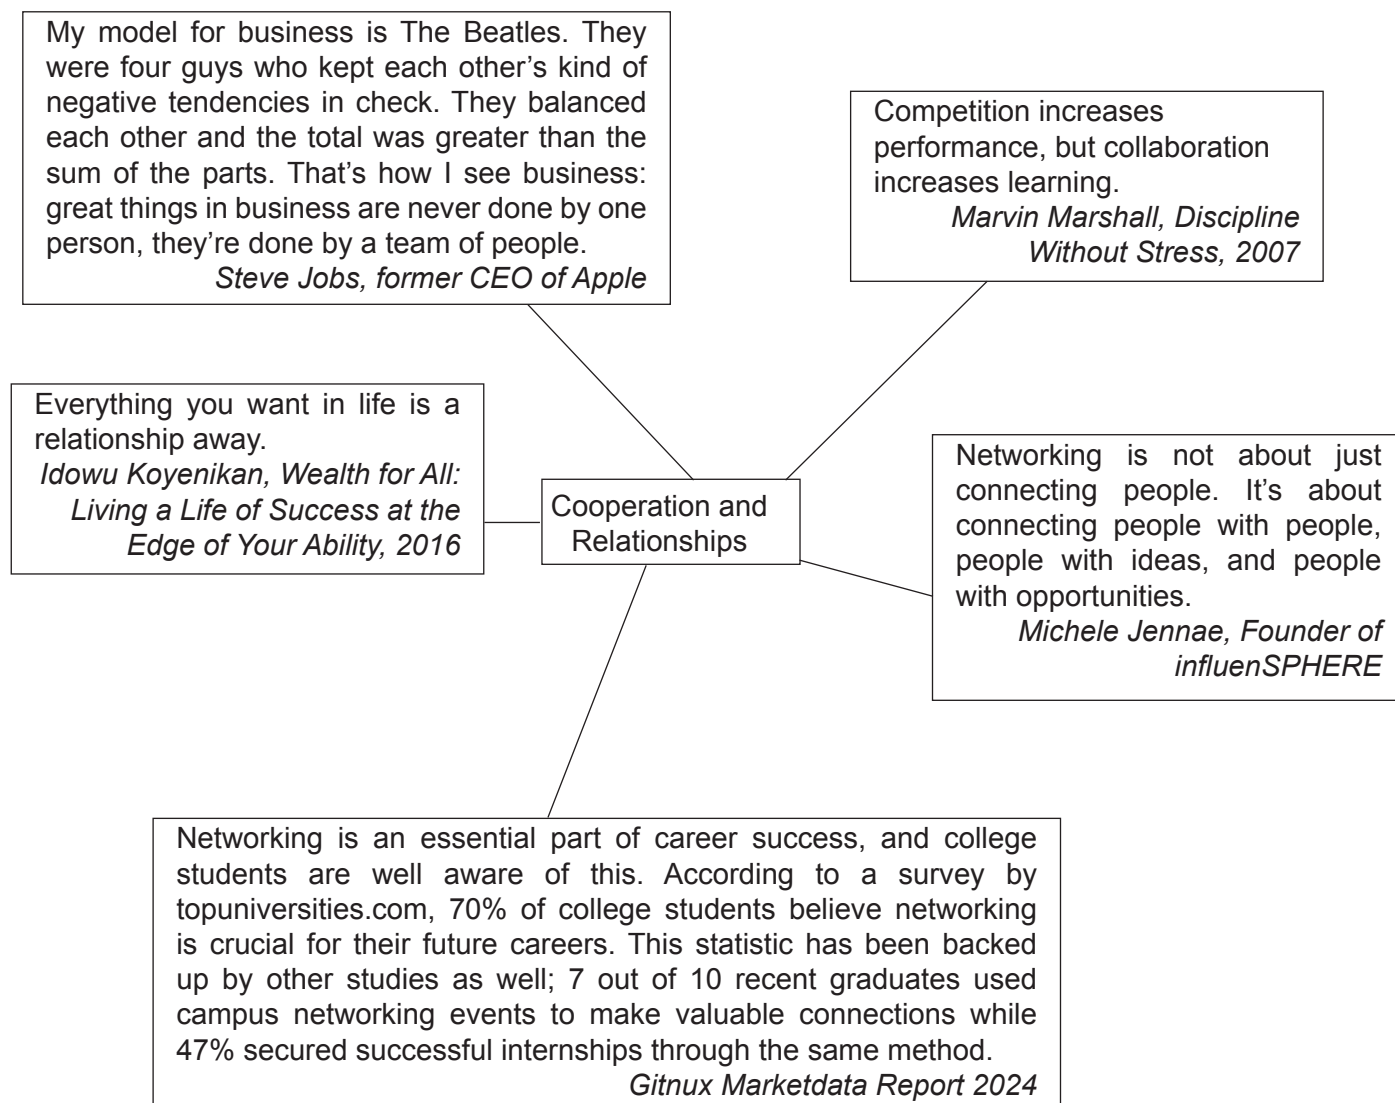 My model for business is The Beatles. They
were four guys who kept each other’s kind of
negative tendencies in check. They balanced
each other and the total was greater than the
sum of the parts. That’s how I see business:
great things in business are never done by one
person, they’re done by a team of people.
Steve Jobs, former CEO of Apple
Competition increases
performance, but collaboration
increases learning.
Marvin Marshall, Discipline
Without Stress, 2007
Everything you want in life is a
relationship away.
Idowu Koyenikan, Wealth for All:
Living a Life of Success at the
Edge of Your Ability, 2016
Cooperation and
Relationships
Networking is not about just
connecting people. It’s about
connecting people with people,
people with ideas, and people
with opportunities.
Michele Jennae, Founder of
influenSPHERE
Networking is an essential part of career success, and college
students are well aware of this. According to a survey by
topuniversities.com, 70% of college students believe networking
is crucial for their future careers. This statistic has been backed
up by other studies as well; 7 out of 10 recent graduates used
campus networking events to make valuable connections while
47% secured successful internships through the same method.
Gitnux Marketdata Report 2024